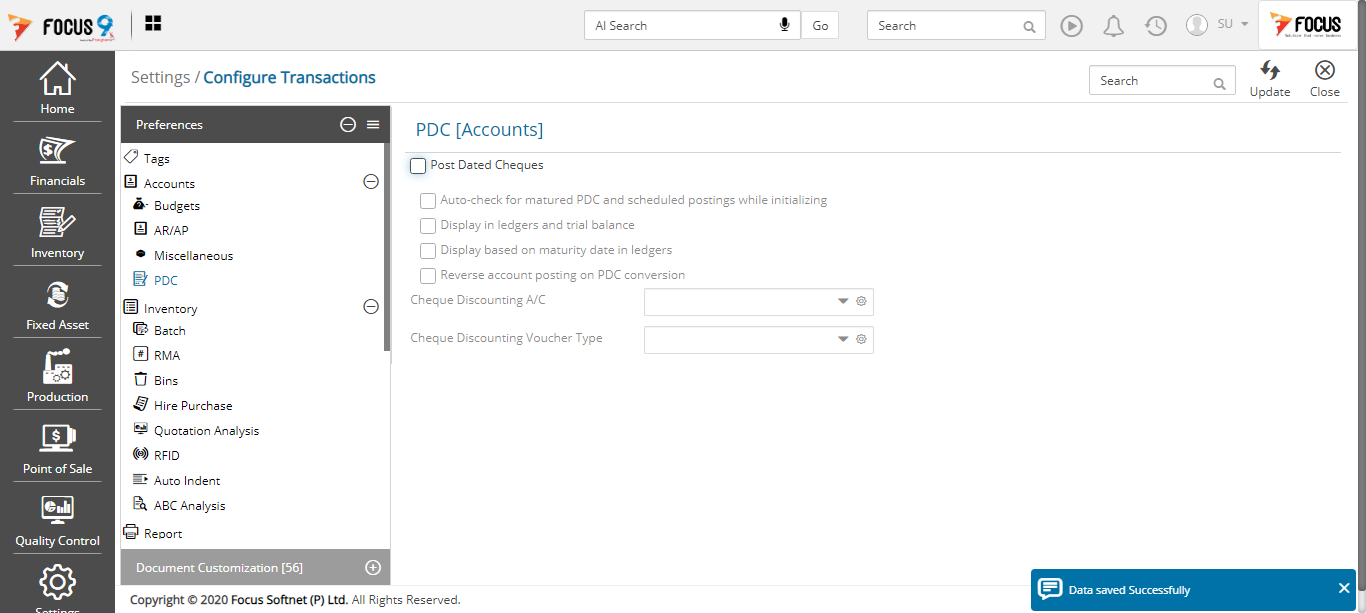 FOCUS 9
AI Search
Go
Search
SU
FOCUS
Settings / Configure Transactions
Search
Update
Close
Home
Financials
Inventory
Fixed Asset
Production
Point of Sale
Quality Control
Settings
Preferences
Tags
Accounts
Budgets
AR/AP
Miscellaneous
PDC
Inventory
Batch
RMA
Bins
Hire Purchase
Quotation Analysis
RFID
Auto Indent
ABC Analysis
Report
Document Customization [56]
PDC [Accounts]
Post Dated Cheques
Auto-check for matured PDC and scheduled postings while initializing
Display in ledgers and trial balance
Display based on maturity date in ledgers
Reverse account posting on PDC conversion
Cheque Discounting A/C
Cheque Discounting Voucher Type
Copyright © 2020 Focus Softnet (P) Ltd. All Rights Reserved.
Data saved Successfully